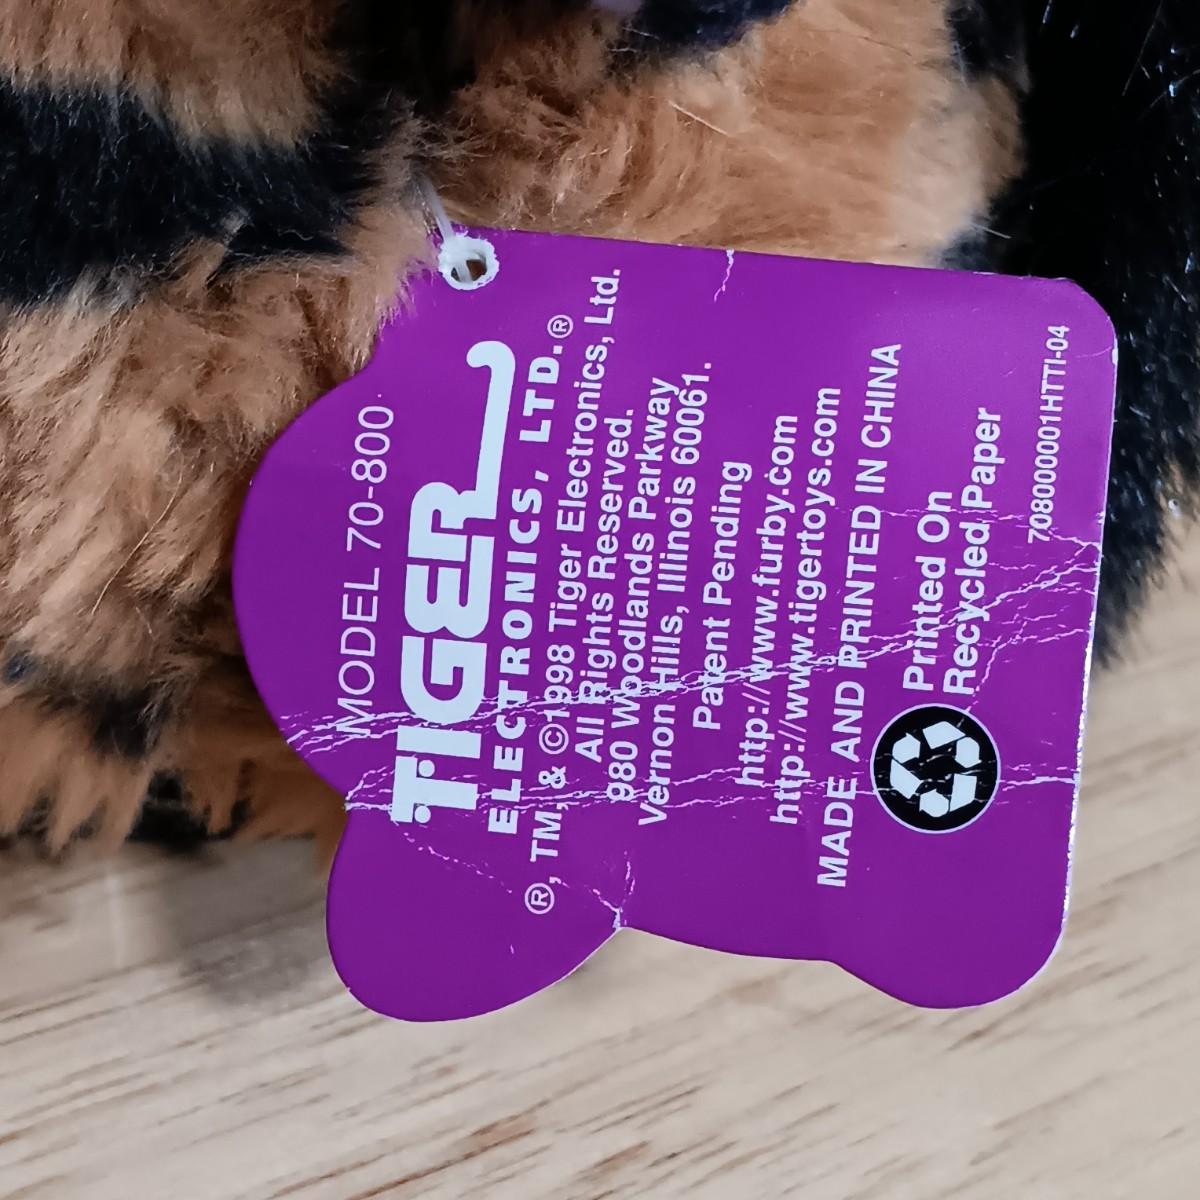 MODEL 70-800
TIGER
ELECTRONICS, LTD.®
®, TM, & ©1998 Tiger Electronics, Ltd.
All Rights Reserved.
980 Woodlands Parkway
Vernon Hills, Illinois 60061.
Patent Pending
http://www.furby.com
http://www.tigertoys.com
MADE AND PRINTED IN CHINA
Printed On
Recycled Paper
70800001HTTI-04